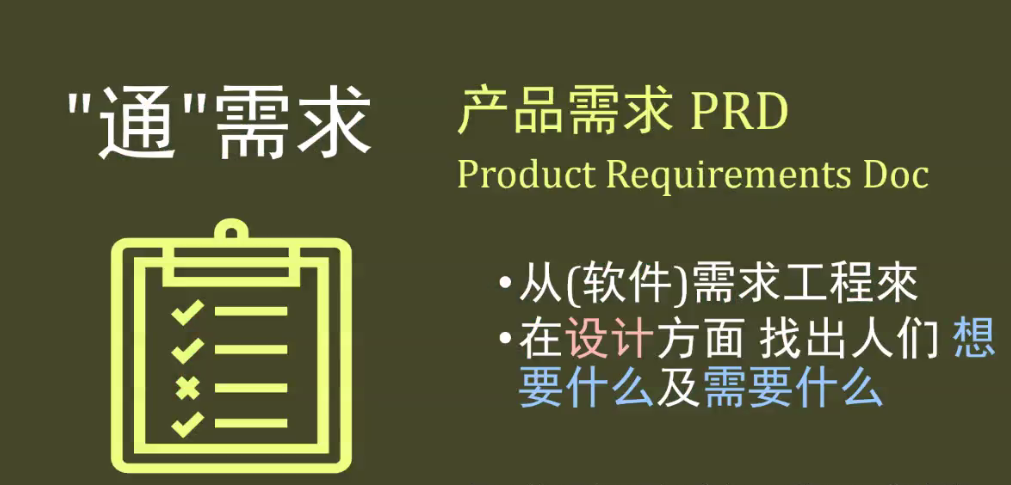 "通"需求
产品需求 PRD
Product Requirements Doc
•从(软件)需求工程來
•在设计方面 找出人们 想
要什么及需要什么